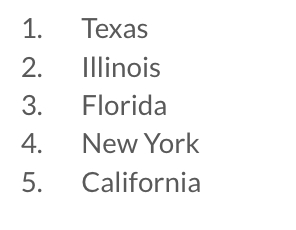 1. Texas
2. Illinois
3. Florida
4. New York
5. California